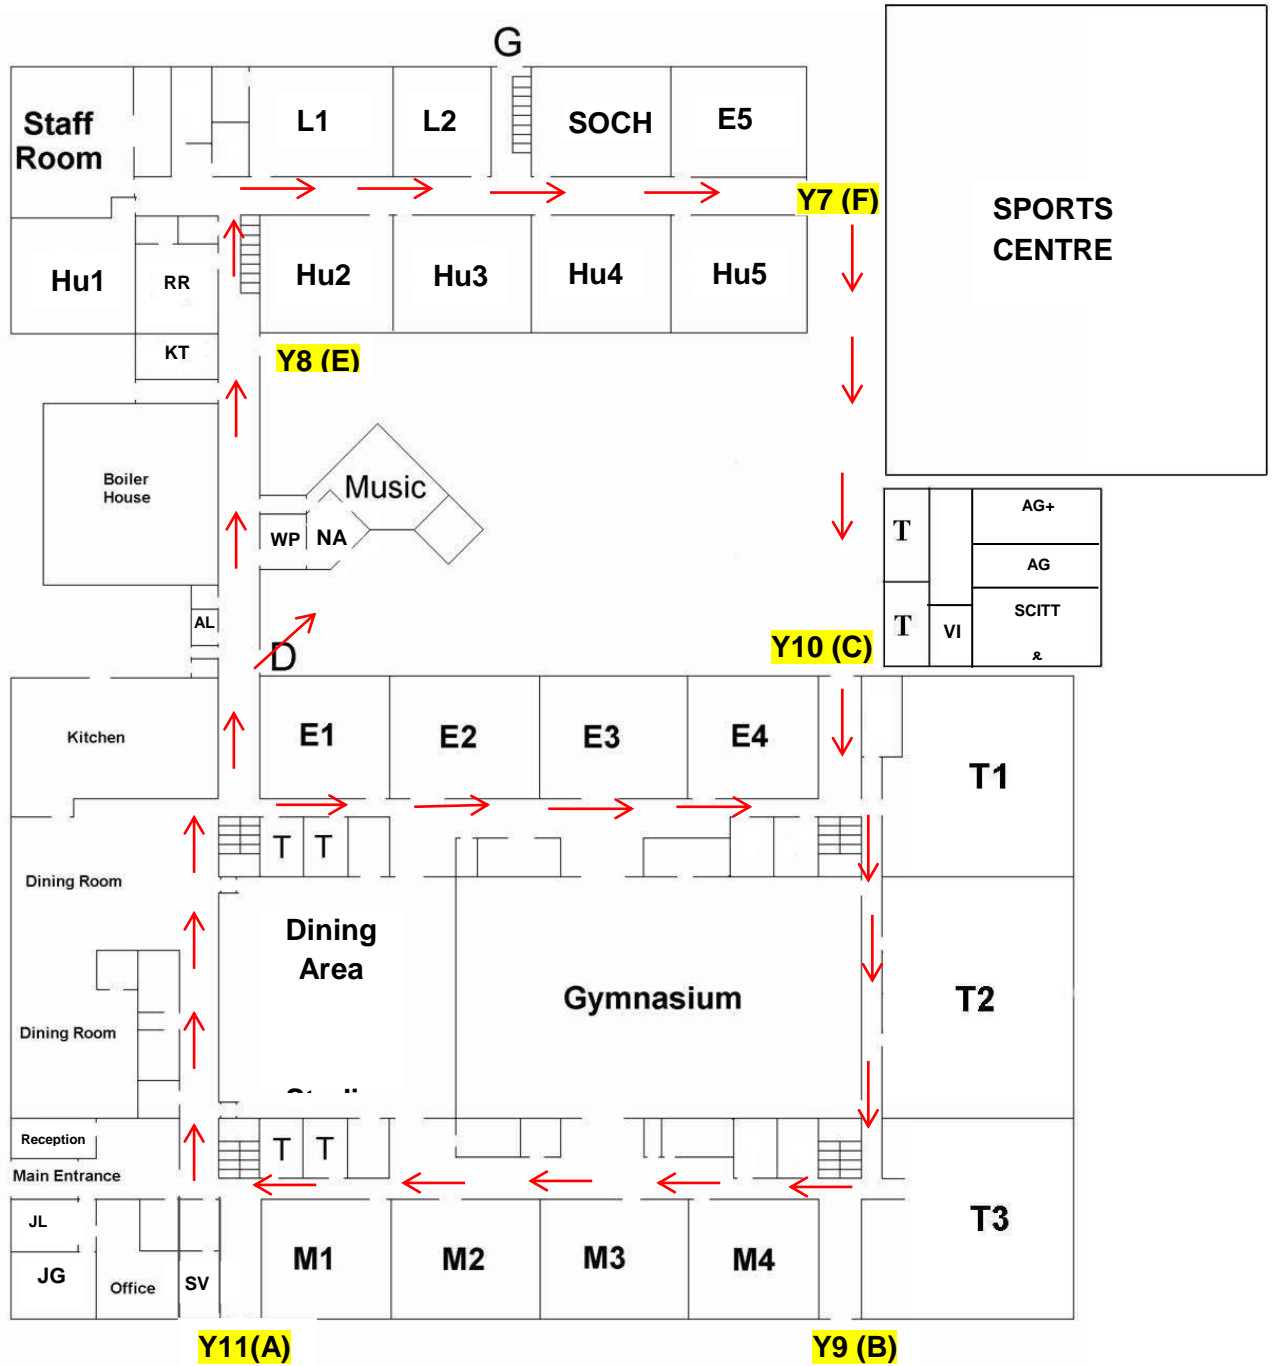 G
L1
L2
SOCH
E5
Staff
Room
Y7 (F)
SPORTS
CENTRE
Hu1
RR
Hu2
Hu3
Hu4
Hu5
KT
Y8 (E)
Boiler
House
Music
WP
NA
T
AG+
AG
AL
T
VI
SCITT
&
D
Y10 (C)
Kitchen
E1
E2
E3
E4
T1
T
T
Dining Room
Dining
Area
Gymnasium
T2
Dining Room
Reception
T
T
Main Entrance
JL
JG
Office
SV
M1
M2
M3
M4
T3
Y11(A)
Y9 (B)